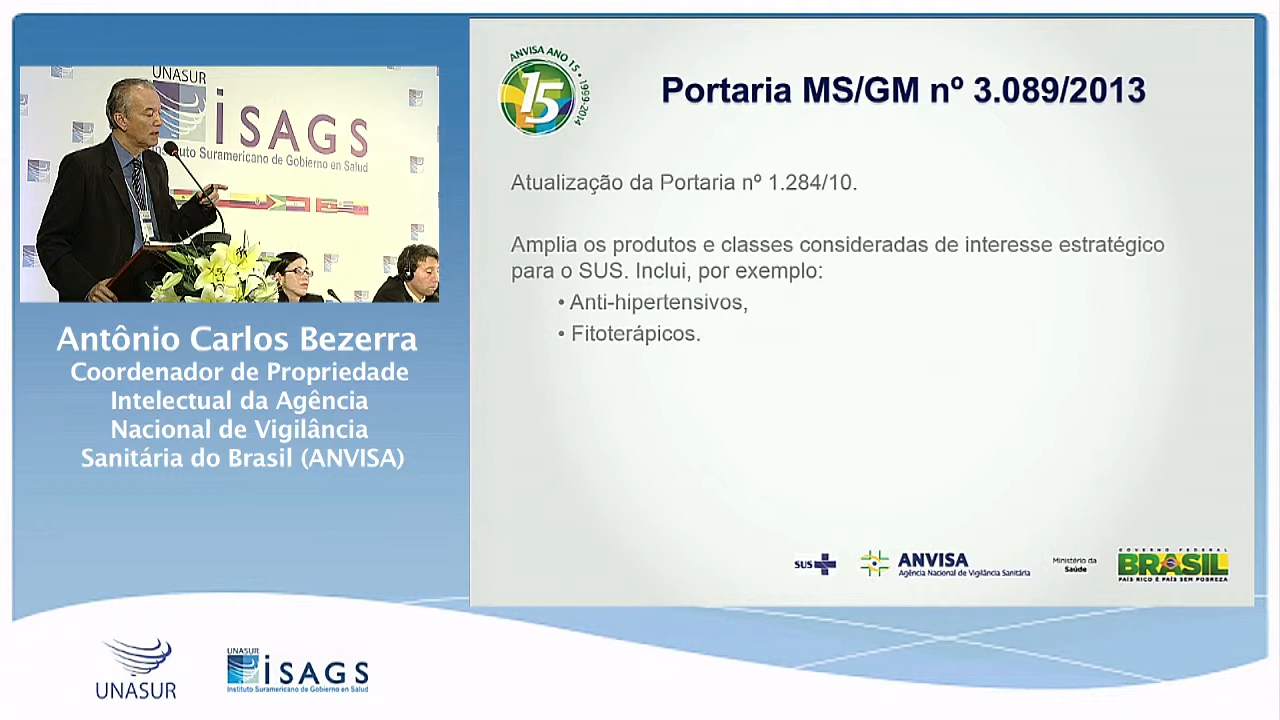 UNASUR
iSAGS
Instituto Suramericano de Gobierno en Salud
Antônio Carlos Bezerra
Coordenador de Propriedade
Intelectual da Agência
Nacional de Vigilância
Sanitária do Brasil (ANVISA)
ANVISA ANO 15 • 1999-2014
15
Portaria MS/GM nº 3.089/2013
Atualização da Portaria nº 1.284/10.
Amplia os produtos e classes consideradas de interesse estratégico
para o SUS. Inclui, por exemplo:
• Anti-hipertensivos,
• Fitoterápicos.
SUS
ANVISA
Agência Nacional de Vigilância Sanitária
Ministério da
Saúde
GOVERNO FEDERAL
BRASIL
PAÍS RICO É PAÍS SEM POBREZA
UNASUR
UNASUR
iSAGS
Instituto Suramericano de Gobierno en Salud